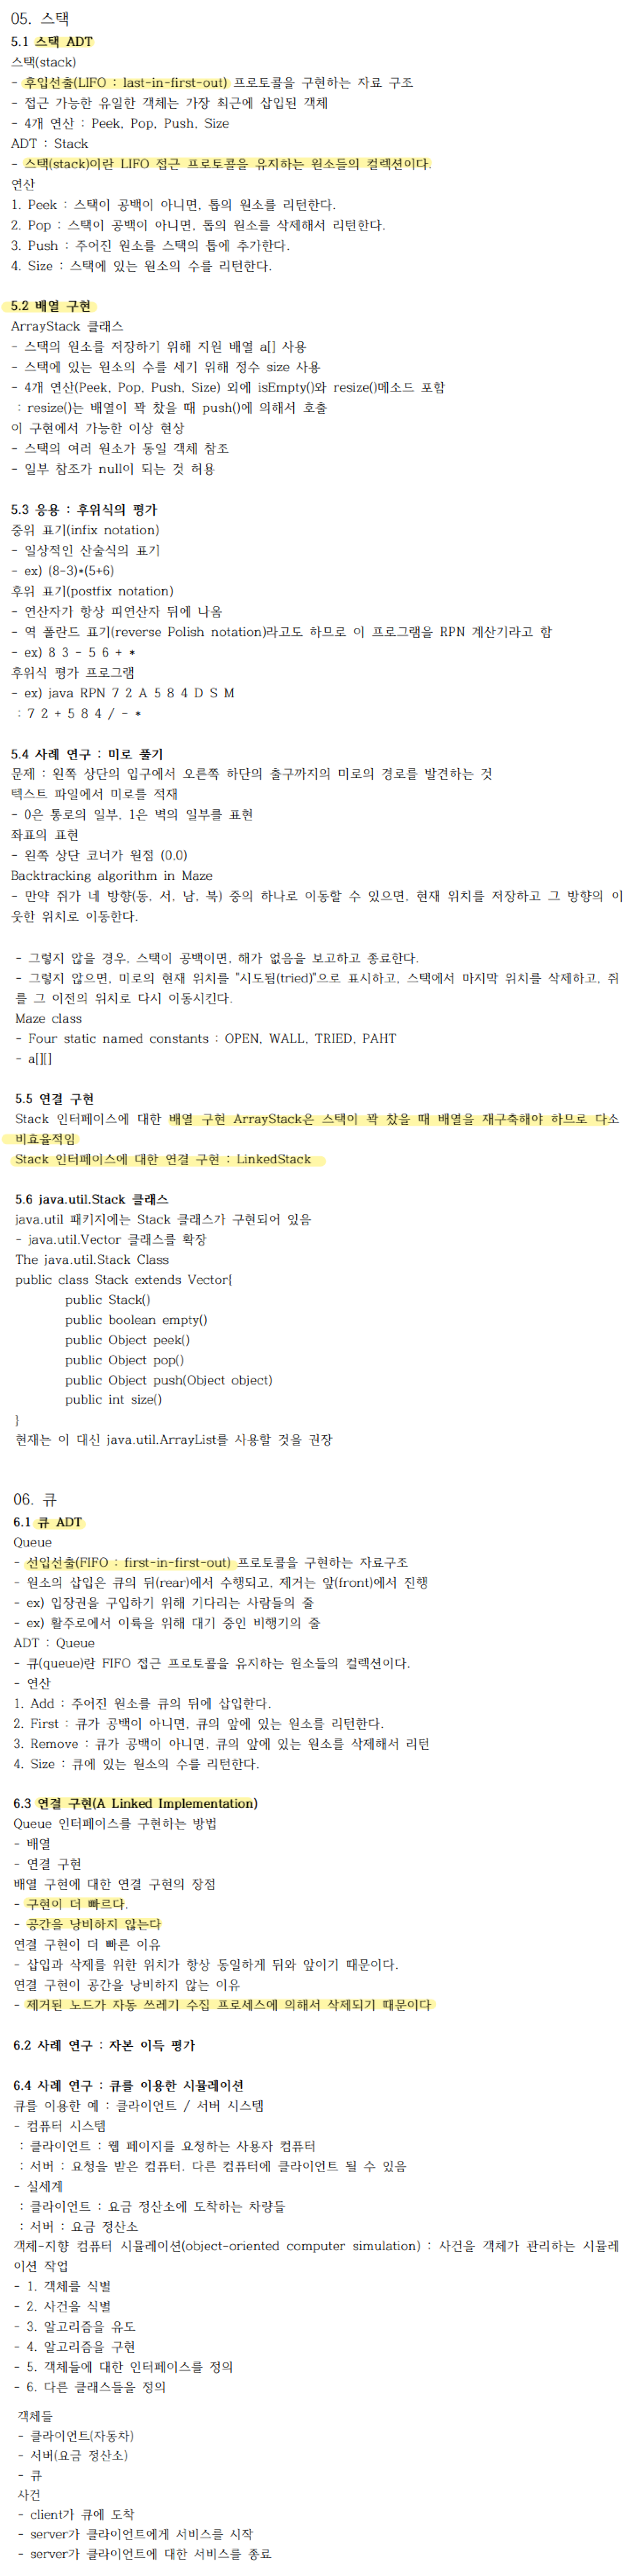 05. 스택
5.1 스택 ADT
스택(stack)
- 후입선출(LIFO : last-in-first-out) 프로토콜을 구현하는 자료 구조
- 접근 가능한 유일한 객체는 가장 최근에 삽입된 객체
- 4개 연산 : Peek, Pop, Push, Size
ADT : Stack
- 스택(stack)이란 LIFO 접근 프로토콜을 유지하는 원소들의 컬렉션이다.
연산
1. Peek : 스택이 공백이 아니면, 톱의 원소를 리턴한다.
2. Pop : 스택이 공백이 아니면, 톱의 원소를 삭제해서 리턴한다.
3. Push : 주어진 원소를 스택의 톱에 추가한다.
4. Size : 스택에 있는 원소의 수를 리턴한다.
5.2 배열 구현
ArrayStack 클래스
- 스택의 원소를 저장하기 위해 지원 배열 a[] 사용
- 스택에 있는 원소의 수를 세기 위해 정수 size 사용
- 4개 연산(Peek, Pop, Push, Size) 외에 isEmpty()와 resize()메소드 포함
: resize()는 배열이 꽉 찼을 때 push()에 의해서 호출
이 구현에서 가능한 이상 현상
- 스택의 여러 원소가 동일 객체 참조
- 일부 참조가 null이 되는 것 허용
5.3 응용 : 후위식의 평가
중위 표기(infix notation)
- 일상적인 산술식의 표기
- ex) (8-3)*(5+6)
후위 표기(postfix notation)
- 연산자가 항상 피연산자 뒤에 나옴
- 역 폴란드 표기(reverse Polish notation)라고도 하므로 이 프로그램을 RPN 계산기라고 함
- ex) 8 3 - 5 6 + *
후위식 평가 프로그램
- ex) java RPN 7 2 A 5 8 4 D S M
: 7 2 + 5 8 4 / - *
5.4 사례 연구 : 미로 풀기
문제 : 왼쪽 상단의 입구에서 오른쪽 하단의 출구까지의 미로의 경로를 발견하는 것
텍스트 파일에서 미로를 적재
- 0은 통로의 일부, 1은 벽의 일부를 표현
좌표의 표현
- 왼쪽 상단 코너가 원점 (0,0)
Backtracking algorithm in Maze
- 만약 쥐가 네 방향(동, 서, 남, 북) 중의 하나로 이동할 수 있으면, 현재 위치를 저장하고 그 방향의 이
웃한 위치로 이동한다.
- 그렇지 않을 경우, 스택이 공백이면, 해가 없음을 보고하고 종료한다.
- 그렇지 않으면, 미로의 현재 위치를 "시도됨(tried)"으로 표시하고, 스택에서 마지막 위치를 삭제하고, 쥐
를 그 이전의 위치로 다시 이동시킨다.
Maze class
- Four static named constants : OPEN, WALL, TRIED, PAHT
- a[][]
5.5 연결 구현
Stack 인터페이스에 대한 배열 구현 ArrayStack은 스택이 꽉 찼을 때 배열을 재구축해야 하므로 다소
비효율적임
Stack 인터페이스에 대한 연결 구현 : LinkedStack
5.6 java.util.Stack 클래스
java.util 패키지에는 Stack 클래스가 구현되어 있음
- java.util.Vector 클래스를 확장
The java.util.Stack Class
public class Stack extends Vector{
public Stack()
public boolean empty()
public Object peek()
public Object pop()
public Object push(Object object)
public int size()
}
현재는 이 대신 java.util.ArrayList를 사용할 것을 권장
06. 큐
6.1 큐 ADT
Queue
- 선입선출(FIFO : first-in-first-out) 프로토콜을 구현하는 자료구조
- 원소의 삽입은 큐의 뒤(rear)에서 수행되고, 제거는 앞(front)에서 진행
- ex) 입장권을 구입하기 위해 기다리는 사람들의 줄
- ex) 활주로에서 이륙을 위해 대기 중인 비행기의 줄
ADT : Queue
- 큐(queue)란 FIFO 접근 프로토콜을 유지하는 원소들의 컬렉션이다.
- 연산
1. Add : 주어진 원소를 큐의 뒤에 삽입한다.
2. First : 큐가 공백이 아니면, 큐의 앞에 있는 원소를 리턴한다.
3. Remove : 큐가 공백이 아니면, 큐의 앞에 있는 원소를 삭제해서 리턴
4. Size : 큐에 있는 원소의 수를 리턴한다.
6.3 연결 구현(A Linked Implementation)
Queue 인터페이스를 구현하는 방법
- 배열
- 연결 구현
배열 구현에 대한 연결 구현의 장점
- 구현이 더 빠르다.
- 공간을 낭비하지 않는다
연결 구현이 더 빠른 이유
- 삽입과 삭제를 위한 위치가 항상 동일하게 뒤와 앞이기 때문이다.
연결 구현이 공간을 낭비하지 않는 이유
- 제거된 노드가 자동 쓰레기 수집 프로세스에 의해서 삭제되기 때문이다
6.2 사례 연구 : 자본 이득 평가
6.4 사례 연구 : 큐를 이용한 시뮬레이션
큐를 이용한 예 : 클라이언트 / 서버 시스템
- 컴퓨터 시스템
: 클라이언트 : 웹 페이지를 요청하는 사용자 컴퓨터
: 서버 : 요청을 받은 컴퓨터. 다른 컴퓨터에 클라이언트 될 수 있음
- 실세계
: 클라이언트 : 요금 정산소에 도착하는 차량들
: 서버 : 요금 정산소
객체-지향 컴퓨터 시뮬레이션(object-oriented computer simulation) : 사건을 객체가 관리하는 시뮬레
이션 작업
- 1. 객체를 식별
- 2. 사건을 식별
- 3. 알고리즘을 유도
- 4. 알고리즘을 구현
- 5. 객체들에 대한 인터페이스를 정의
- 6. 다른 클래스들을 정의
객체들
- 클라이언트(자동차)
- 서버(요금 정산소)
- 큐
사건
- client가 큐에 도착
- server가 클라이언트에게 서비스를 시작
- server가 클라이언트에 대한 서비스를 종료